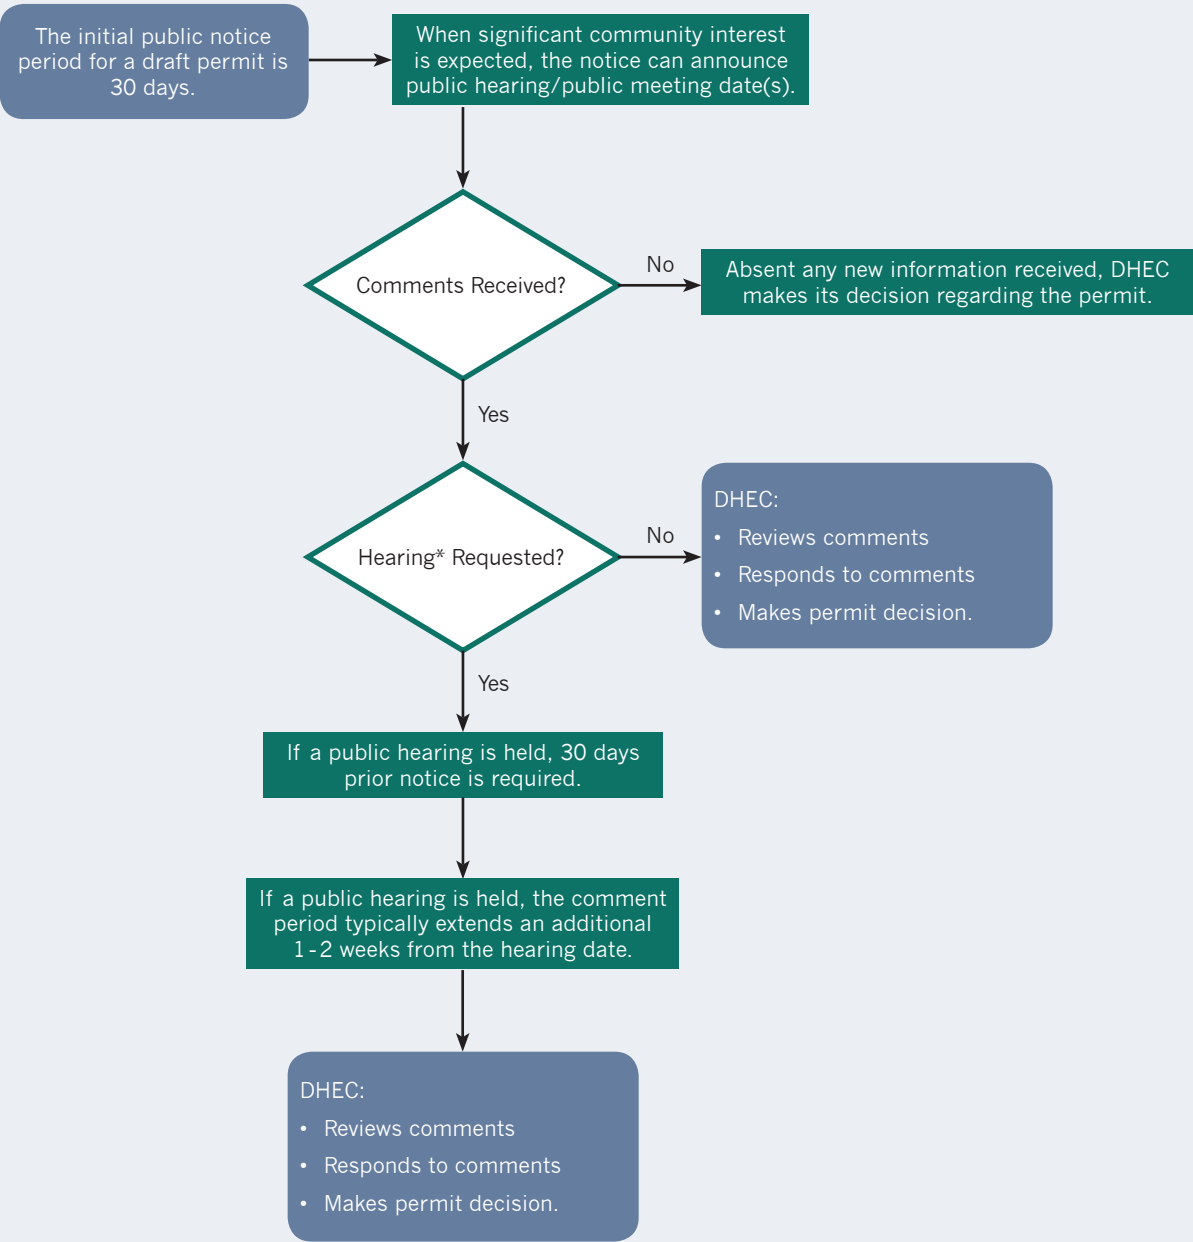 The initial public notice
period for a draft permit is
30 days.
When significant community interest
is expected, the notice can announce
public hearing/public meeting date(s).
Comments Received?
No
Absent any new information received, DHEC
makes its decision regarding the permit.
Yes
Hearing* Requested?
No
DHEC:
• Reviews comments
• Responds to comments
• Makes permit decision.
Yes
If a public hearing is held, 30 days
prior notice is required.
If a public hearing is held, the comment
period typically extends an additional
1-2 weeks from the hearing date.
DHEC:
• Reviews comments
• Responds to comments
• Makes permit decision.